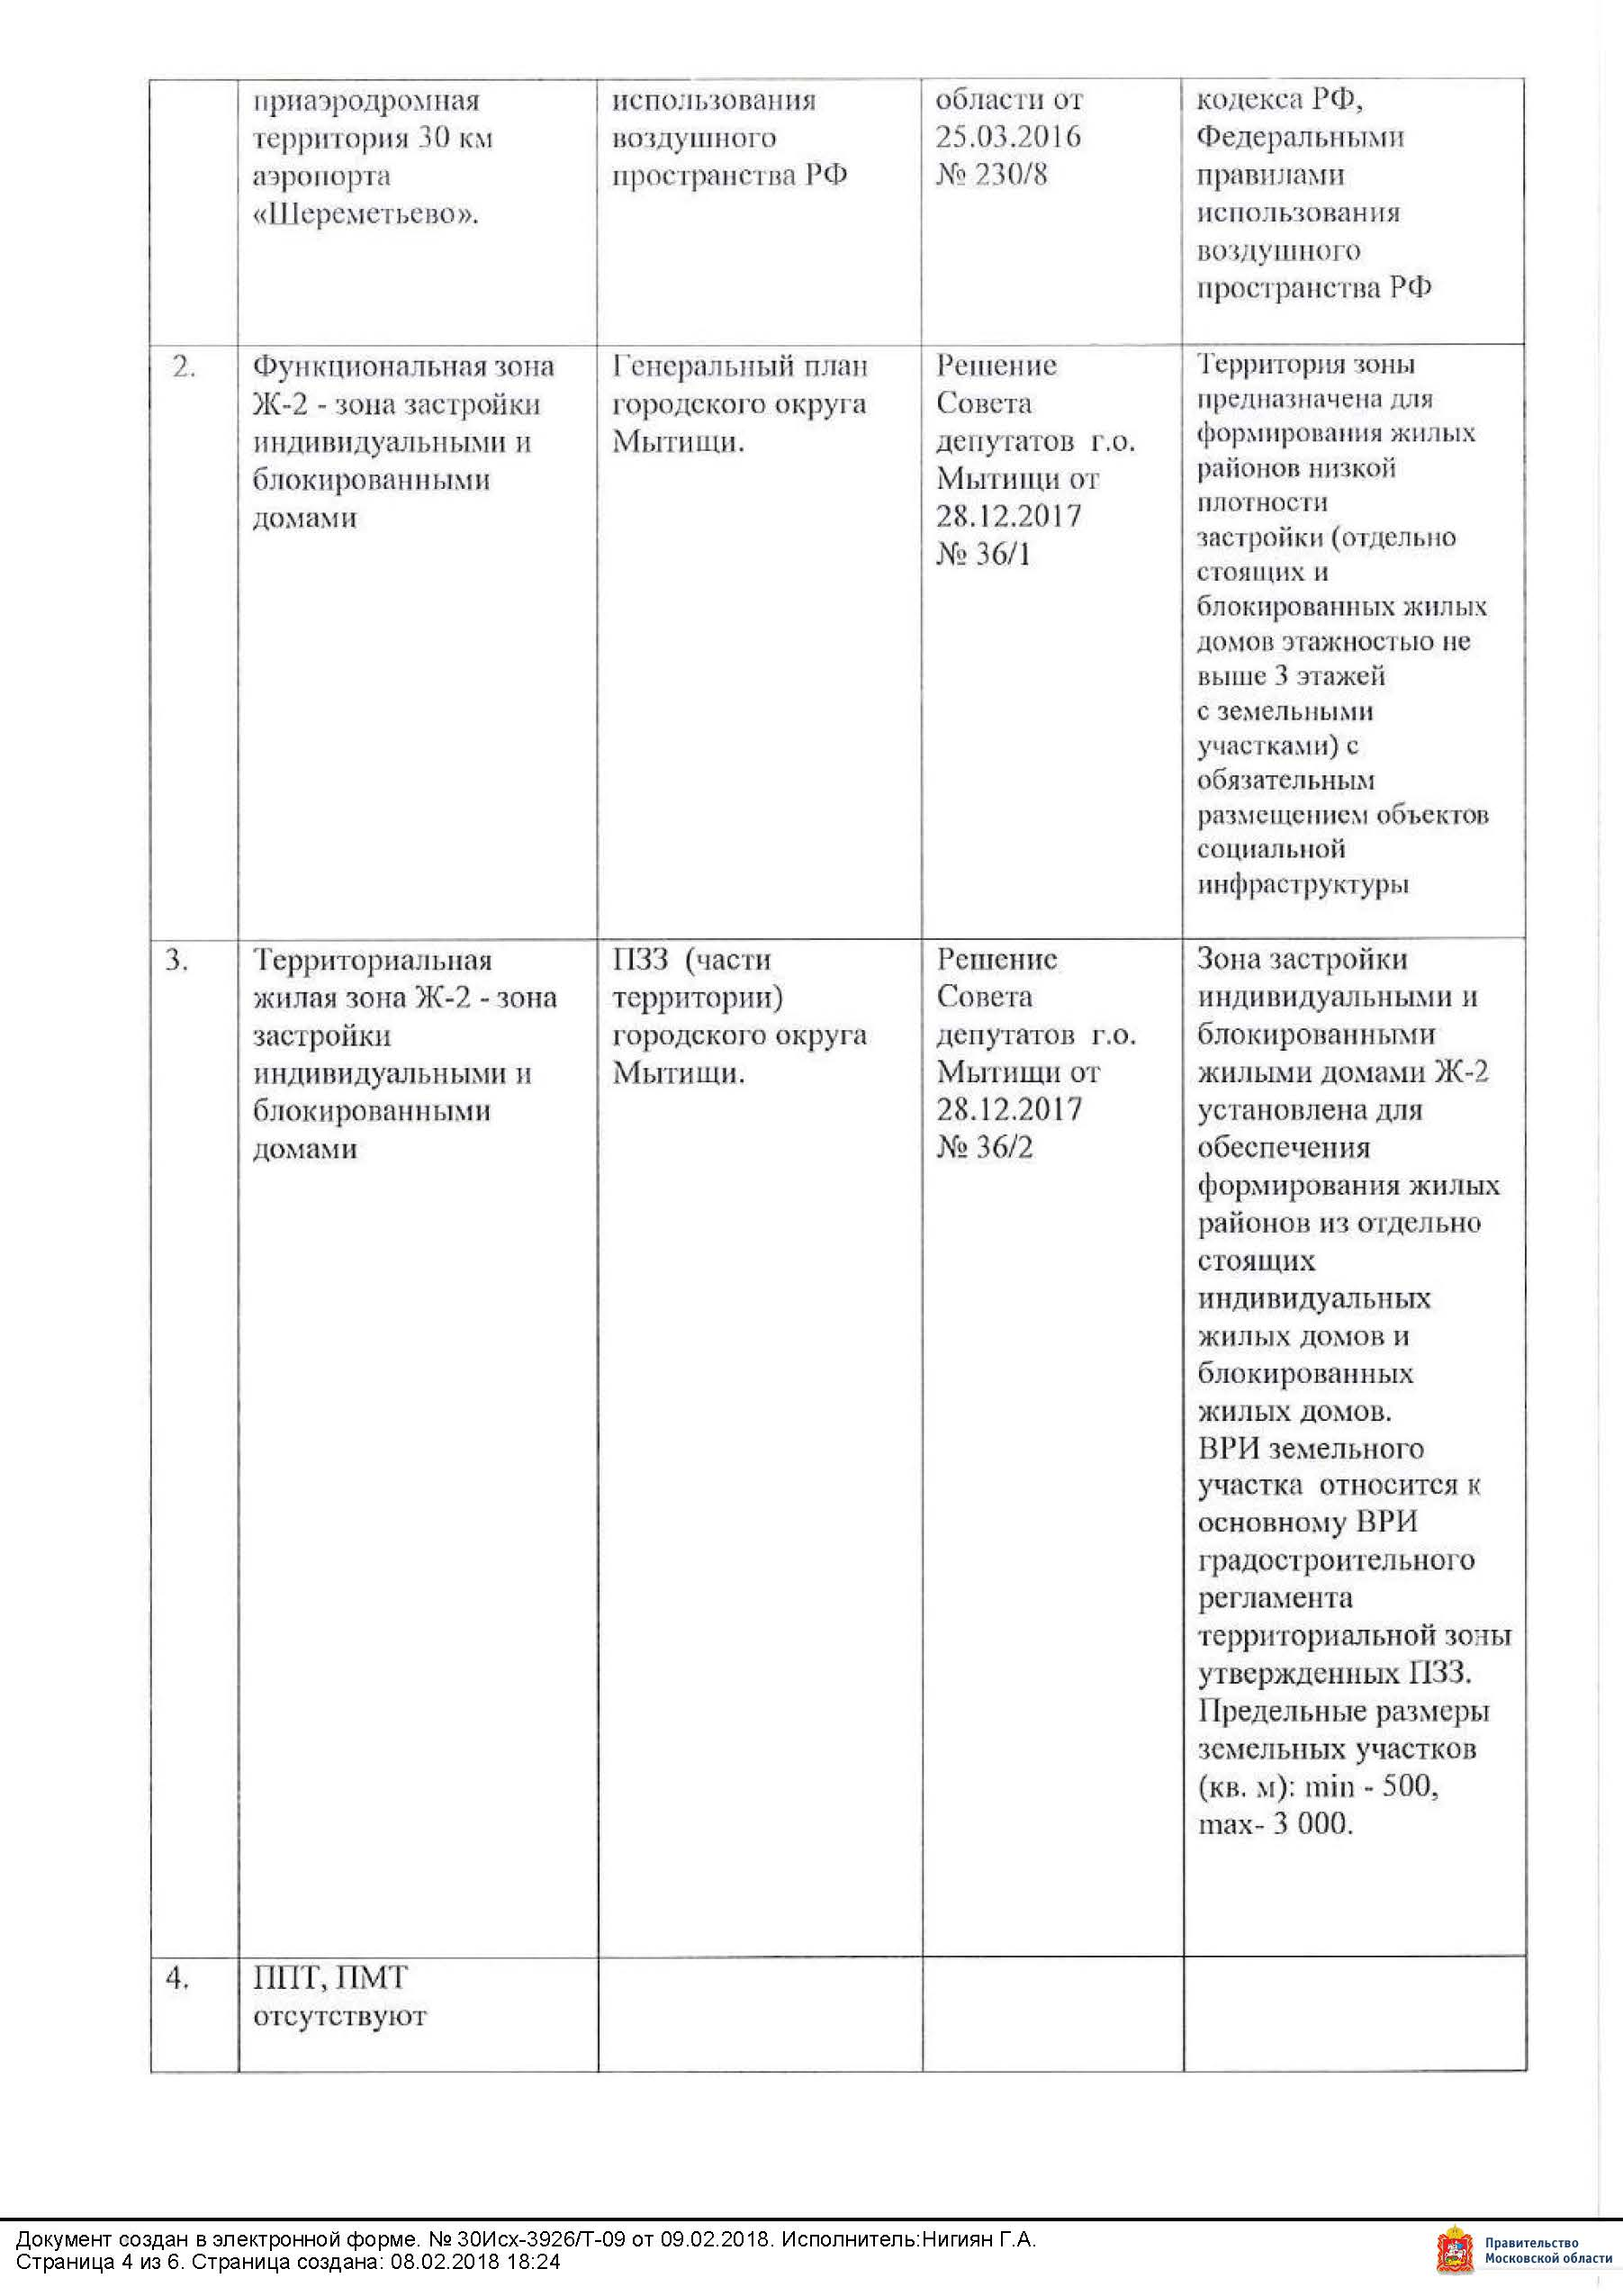 приаэродромная
территория 30 км
аэропорта
«Шереметьево».
использования
воздушного
пространства РФ
области от
25.03.2016
№ 230/8
кодекса РФ,
Федеральными
правилами
использования
воздушного
пространства РФ
2.
Функциональная зона
Ж-2 - зона застройки
индивидуальными и
блокированными
домами
Генеральный план
городского округа
Мытищи.
Решение
Совета
депутатов г.о.
Мытищи от
28.12.2017
№ 36/1
Территория зоны
предназначена для
формирования жилых
районов низкой
плотности
застройки (отдельно
стоящих и
блокированных жилых
домов этажностью не
выше 3 этажей
с земельными
участками) с
обязательным
размещением объектов
социальной
инфраструктуры
3.
Территориальная
жилая зона Ж-2 - зона
застройки
индивидуальными и
блокированными
домами
ПЗЗ (части
территории)
городского округа
Мытищи.
Решение
Совета
депутатов г.о.
Мытищи от
28.12.2017
№ 36/2
Зона застройки
индивидуальными и
блокированными
жилыми домами Ж-2
установлена для
обеспечения
формирования жилых
районов из отдельно
стоящих
индивидуальных
жилых домов и
блокированных
жилых домов.
ВРИ земельного
участка относится к
основному ВРИ
градостроительного
регламента
территориальной зоны
утвержденных ПЗЗ.
Предельные размеры
земельных участков
(кв. м): min - 500,
max- 3 000.
4.
ППТ, ПМТ
отсутствуют
Документ создан в электронной форме. № 30Исх-3926/Т-09 от 09.02.2018. Исполнитель:Нигиян Г.А.
Страница 4 из 6. Страница создана: 08.02.2018 18:24
Правительство
Московской области